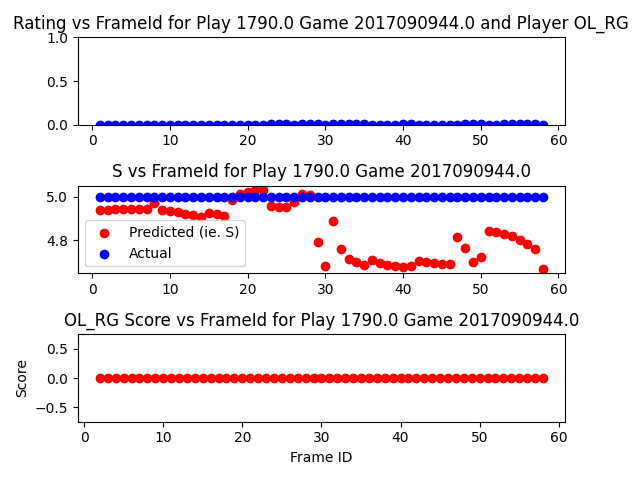 Rating vs FrameId for Play 1790.0 Game 2017090944.0 and Player OL_RG
1.0
0.5
0.0
0 10 20 30 40 50 60
S vs FrameId for Play 1790.0 Game 2017090944.0
5.0
4.8
Predicted (ie. S)
Actual
0 10 20 30 40 50 60
OL_RG Score vs FrameId for Play 1790.0 Game 2017090944.0
Score
0.5
0.0
−0.5
0 10 20 30 40 50 60
Frame ID